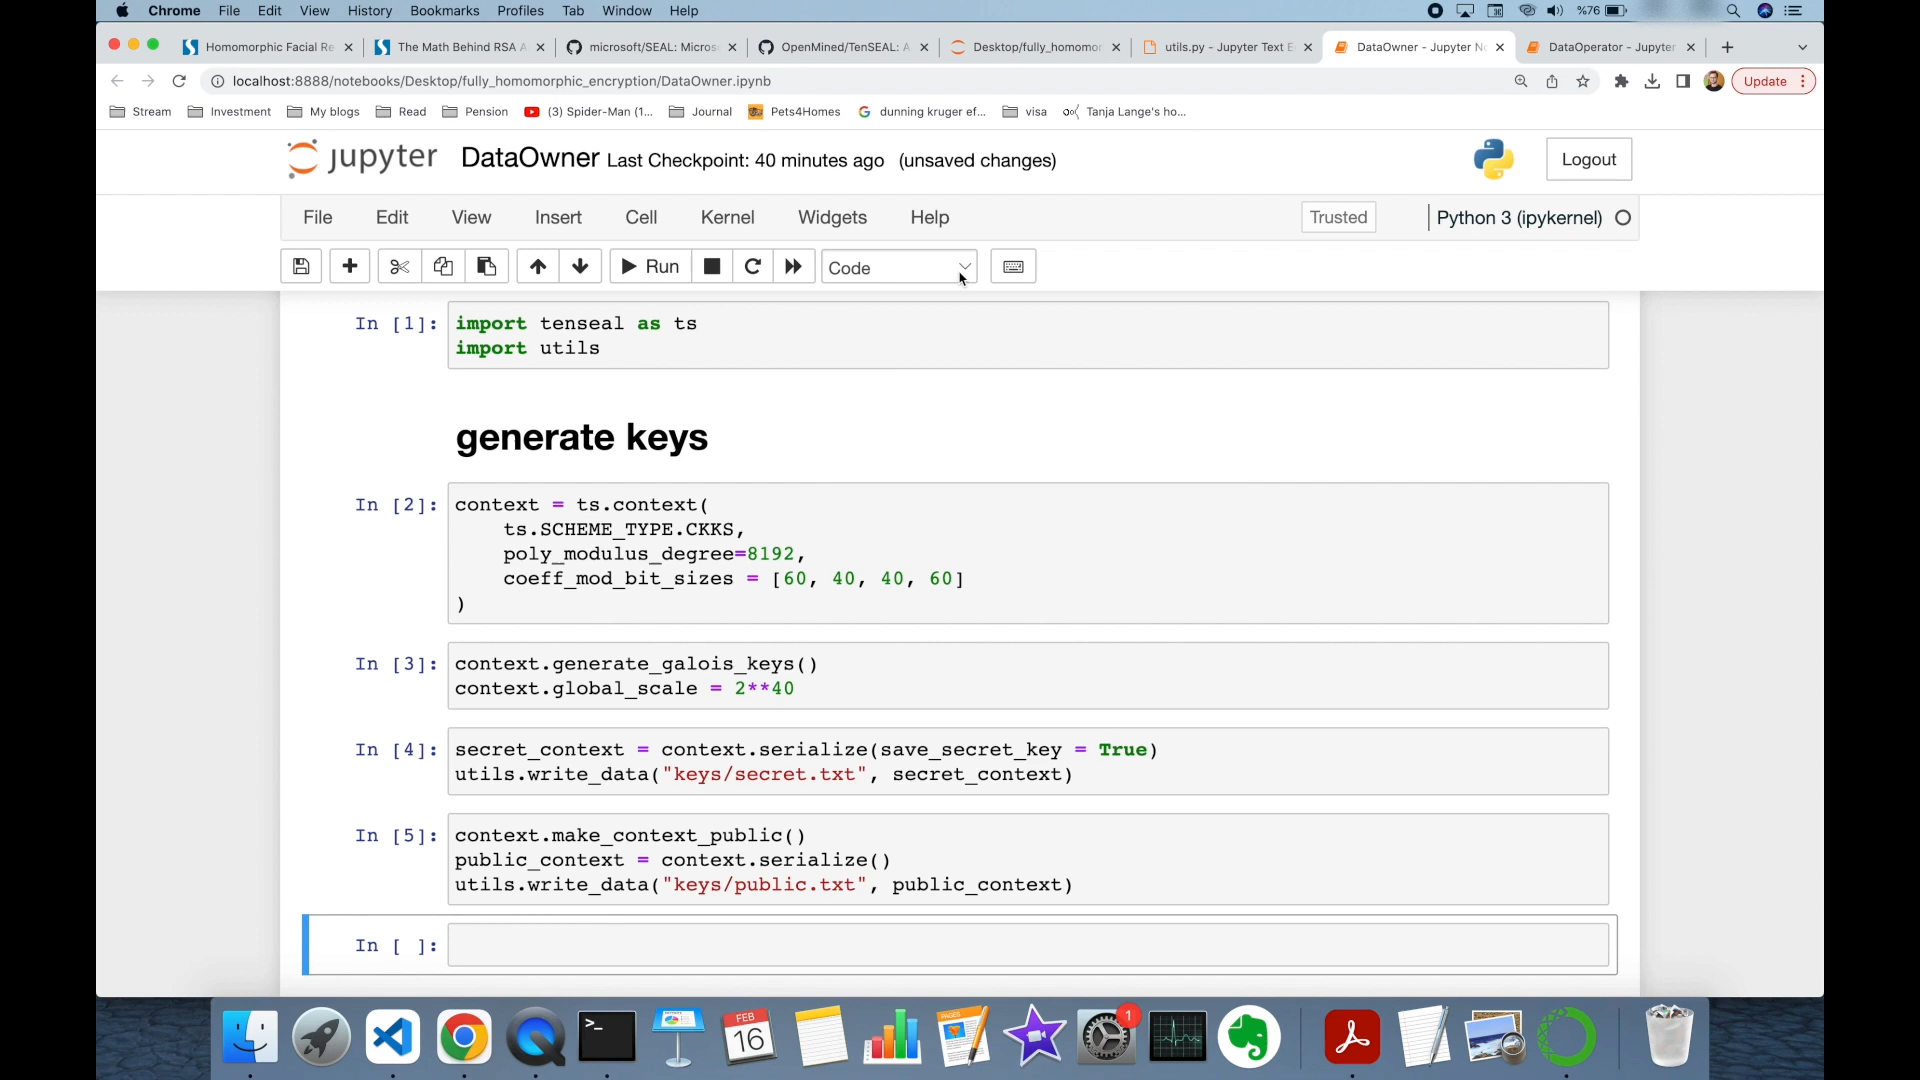 Chrome File Edit View History Bookmarks Profiles Tab Window Help %76
Homomorphic Facial Re The Math Behind RSA A microsoft/SEAL: Micros OpenMined/TenSEAL: A Desktop/fully_homomor utils.py - Jupyter Text E DataOwner - Jupyter N DataOperator - Jupyter
localhost:8888/notebooks/Desktop/fully_homomorphic_encryption/DataOwner.ipynb Update
Stream Investment My blogs Read Pension (3) Spider-Man (1... Journal Pets4Homes dunning kruger ef... visa Tanja Lange's ho...
jupyter DataOwner Last Checkpoint: 40 minutes ago (unsaved changes) Logout
File Edit View Insert Cell Kernel Widgets Help Trusted Python 3 (ipykernel)
Run Code
In [1]: import tenseal as ts
import utils
generate keys
In [2]: context = ts.context(
ts.SCHEME_TYPE.CKKS,
poly_modulus_degree=8192,
coeff_mod_bit_sizes = [60, 40, 40, 60]
)
In [3]: context.generate_galois_keys()
context.global_scale = 2**40
In [4]: secret_context = context.serialize(save_secret_key = True)
utils.write_data("keys/secret.txt", secret_context)
In [5]: context.make_context_public()
public_context = context.serialize()
utils.write_data("keys/public.txt", public_context)
In [ ]:
FEB
16
PAGES
1